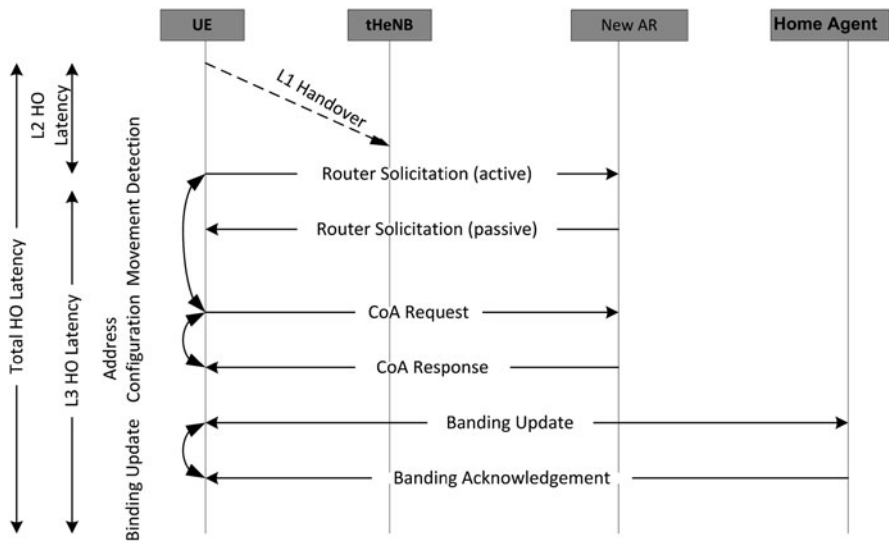 UE
tHeNB
New AR
Home Agent
L1 Handover
L2 HO
Latency
Total HO Latency
L3 HO Latency
Movement Detection
Address
Configuration
Binding Update
Router Solicitation (active)
Router Solicitation (passive)
CoA Request
CoA Response
Banding Update
Banding Acknowledgement